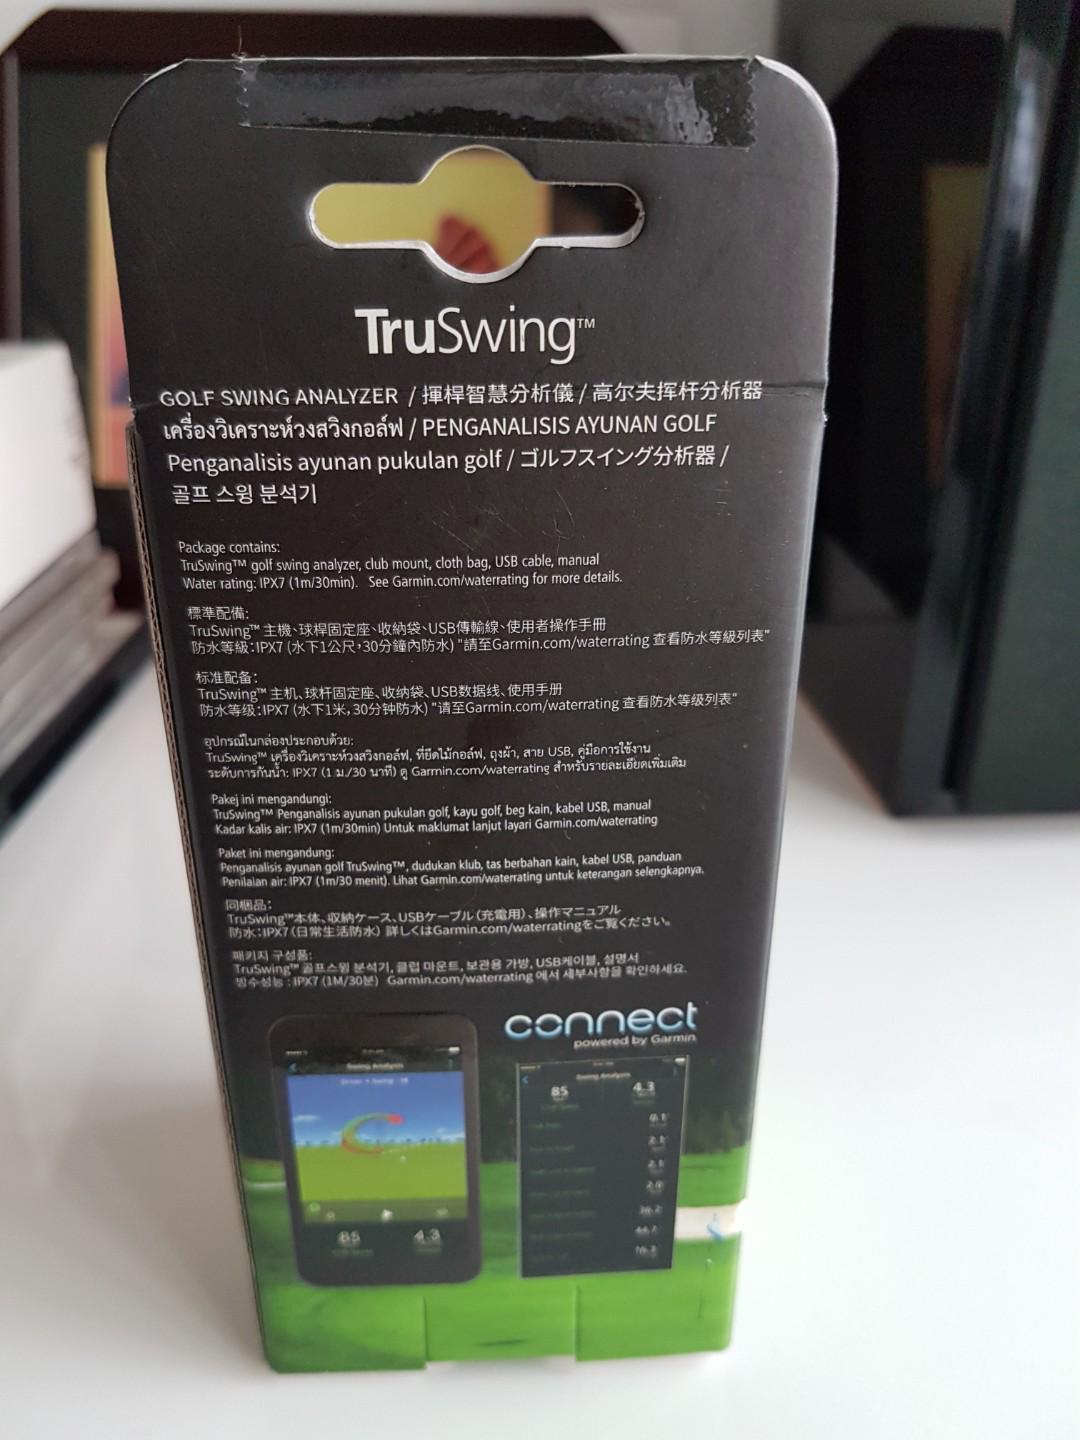 TruSwing™
GOLF SWING ANALYZER / 揮桿智慧分析儀 / 高尔夫挥杆分析器
เครื่องวิเคราะห์วงสวิงกอล์ฟ / PENGANALISIS AYUNAN GOLF
Penganalisis ayunan pukulan golf / ゴルフスイング分析器 /
골프 스윙 분석기
Package contains:
TruSwing™ golf swing analyzer, club mount, cloth bag, USB cable, manual
Water rating: IPX7 (1m/30min). See Garmin.com/waterrating for more details.
標準配備:
TruSwing™ 主機、球桿固定座、收納袋、USB傳輸線、使用者操作手冊
防水等級:IPX7 (水下1公尺,30分鐘內防水) "請至Garmin.com/waterrating 查看防水等級列表"
标准配备:
TruSwing™ 主机、球杆固定座、收纳袋、USB数据线、使用手册
防水等级:IPX7 (水下1米,30分钟防水) "请至Garmin.com/waterrating 查看防水等级列表"
อุปกรณ์ในกล่องประกอบด้วย:
TruSwing™ เครื่องวิเคราะห์วงสวิงกอล์ฟ, ที่ยึดไม้กอล์ฟ, ถุงผ้า, สาย USB, คู่มือการใช้งาน
ระดับการกันน้ำ: IPX7 (1 ม./30 นาที) ดู Garmin.com/waterrating สำหรับรายละเอียดเพิ่มเติม
Pakej ini mengandungi:
TruSwing™ Penganalisis ayunan pukulan golf, kayu golf, beg kain, kabel USB, manual
Kadar kalis air: IPX7 (1m/30min) Untuk maklumat lanjut layari Garmin.com/waterrating
Paket ini mengandung:
Penganalisis ayunan golf TruSwing™, dudukan klub, tas berbahan kain, kabel USB, panduan
Penilaian air: IPX7 (1m/30 menit). Lihat Garmin.com/waterrating untuk keterangan selengkapnya.
同梱品:
TruSwing™本体、収納ケース、USBケーブル(充電用)、操作マニュアル
防水:IPX7(日常生活防水) 詳しくはGarmin.com/waterratingをご覧ください。
패키지 구성품:
TruSwing™ 골프스윙 분석기, 클럽 마운트, 보관용 가방, USB케이블, 설명서
방수성능 : IPX7 (1M/30분) Garmin.com/waterrating 에서 세부사항을 확인하세요.
connect
powered by Garmin
Swing Analysis
85 4.3
Swing Analysis
85 4.3
0.1
2.1
2.1
2.0